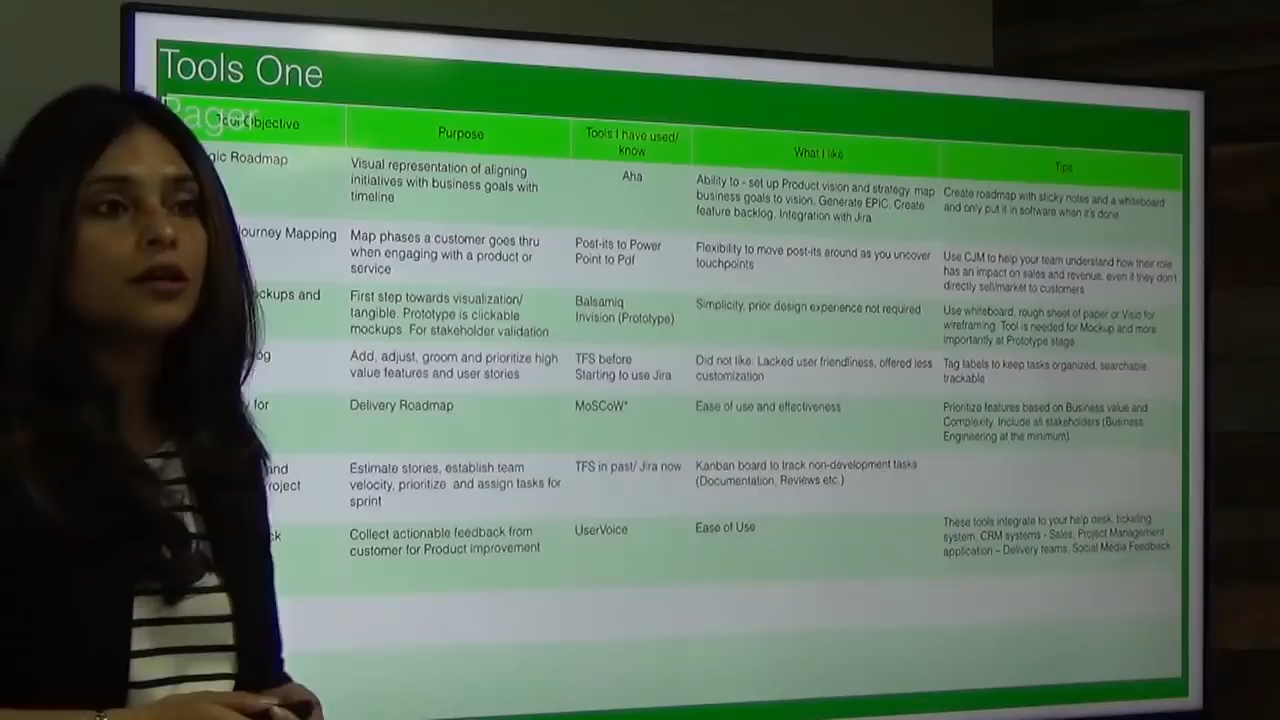 Tools One
Pager
Tool Objective
Purpose
Tools I have used/
know
What I like
Tips
gic Roadmap
Visual representation of aligning
initiatives with business goals with
timeline
Aha
Ability to - set up Product vision and strategy, map
business goals to vision, Generate EPIC, Create
feature backlog. Integration with Jira
Create roadmap with sticky notes and a whiteboard
and only put it in software when it's done
ourney Mapping
Map phases a customer goes thru
when engaging with a product or
service
Post-its to Power
Point to Pdf
Flexibility to move post-its around as you uncover
touchpoints
Use CJM to help your team understand how their role
has an impact on sales and revenue, even if they don't
directly sell/market to customers
ckups and
First step towards visualization/
tangible. Prototype is clickable
mockups. For stakeholder validation
Balsamiq
Invision (Prototype)
Simplicity, prior design experience not required
Use whiteboard, rough sheet of paper or Visio for
wireframing. Tool is needed for Mockup and more
importantly at Prototype stage
og
Add, adjust, groom and prioritize high
value features and user stories
TFS before
Starting to use Jira
Did not like: Lacked user friendliness, offered less
customization
Tag labels to keep tasks organized, searchable,
trackable
y for
Delivery Roadmap
MoSCoW*
Ease of use and effectiveness
Prioritize features based on Business value and
Complexity. Include all stakeholders (Business,
Engineering at the minimum)
and
roject
Estimate stories, establish team
velocity, prioritize and assign tasks for
sprint
TFS in past/ Jira now
Kanban board to track non-development tasks
(Documentation, Reviews etc.)
ck
Collect actionable feedback from
customer for Product Improvement
UserVoice
Ease of Use
These tools integrate to your help desk, ticketing
system, CRM systems - Sales, Project Management
application – Delivery teams, Social Media Feedback